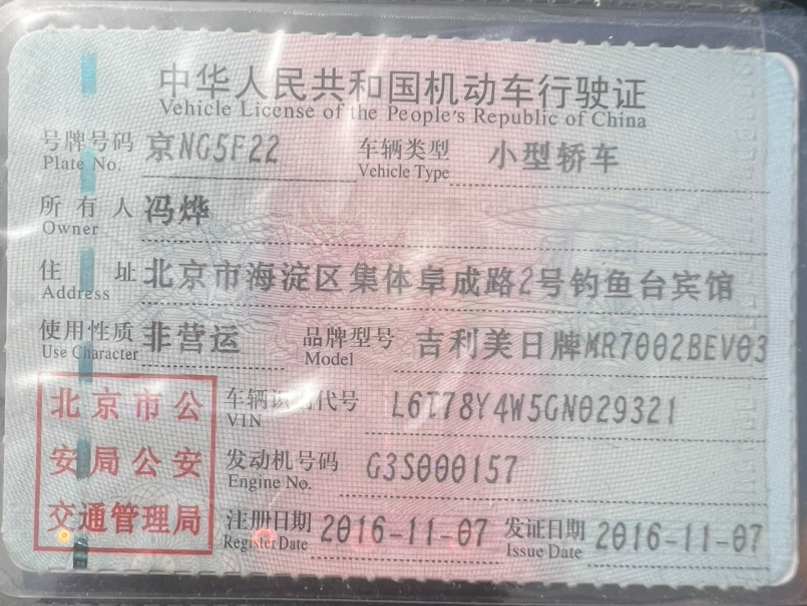 中华人民共和国机动车行驶证
Vehicle License of the People's Republic of China
号牌号码 京NG5F22 车辆类型 小型轿车
Plate No. Vehicle Type
所有人 冯烨
Owner
住址 北京市海淀区集体阜成路2号钓鱼台宾馆
Address
使用性质 非营运 品牌型号 吉利美日牌MR7002BEV03
Use Character Model
北京市公
安局公安
交通管理局
车辆识别代号 L6T78Y4W5GN029321
VIN
发动机号码 G3S000157
Engine No.
注册日期 2016-11-07 发证日期 2016-11-07
Register Date Issue Date